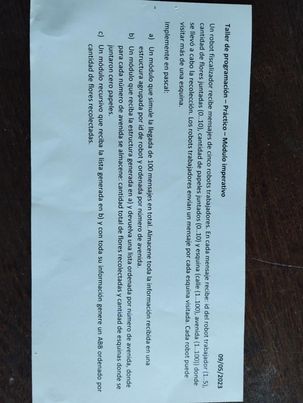 Taller de programación – Práctico – Módulo imperativo
09/05/2023
Un robot fiscalizador recibe mensajes de cinco robots trabajadores. En cada mensaje recibe: id del robot trabajador (1..5),
cantidad de flores juntadas (0..10), cantidad de papeles juntados (0..10) y esquina (calle (1..100), avenida (1..100)) donde
se llevó a cabo la recolección. Los robots trabajadores envían un mensaje por cada esquina visitada. Cada robot puede
visitar más de una esquina.
Implemente en pascal:
a) Un módulo que simule la llegada de 100 mensajes en total. Almacene toda la información recibida en una
estructura agrupada por id de robot y ordenada por número de avenida.
b) Un módulo que reciba la estructura generada en a) y devuelva una lista ordenada por número de avenida, donde
para cada número de avenida se almacene: cantidad total de flores recolectadas y cantidad de esquinas donde se
juntaron cero papeles.
c) Un módulo recursivo que reciba la lista generada en b) y con toda su información genere un ABB ordenado por
cantidad de flores recolectadas.